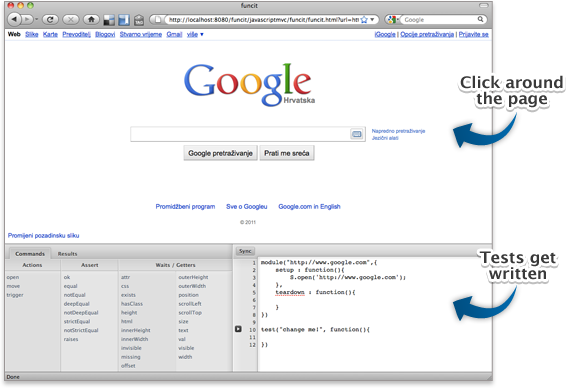 funcit
http://localhost:8080/funcit/javascriptmvc/funcit/funcit.html?url=ht
Google
Web Slike Karte Prevoditelj Blogovi Stvarno vrijeme Gmail više ▼
iGoogle | Opcije pretraživanja | Prijavite se
Google
Hrvatska
Napredno pretraživanje
Jezični alati
Google pretraživanje Prati me sreća
Promidžbeni program Sve o Googleu Google.com in English
© 2011
Promijeni pozadinsku sliku
Click around
the page
Commands Results
Actions Assert Waits / Getters
open ok attr outerHeight
move equal css outerWidth
trigger notEqual exists position
deepEqual hasClass scrollLeft
notDeepEqual height scrollTop
strictEqual html size
notStrictEqual innerHeight text
raises innerWidth val
invisible visible
missing width
offset
Sync
1 module("http://www.google.com",{
2 setup : function(){
3 S.open('http://www.google.com');
4 },
5 teardown : function(){
6
7 }
8 })
9
10 test("change me!", function(){
11
12 })
Tests get
written
Done